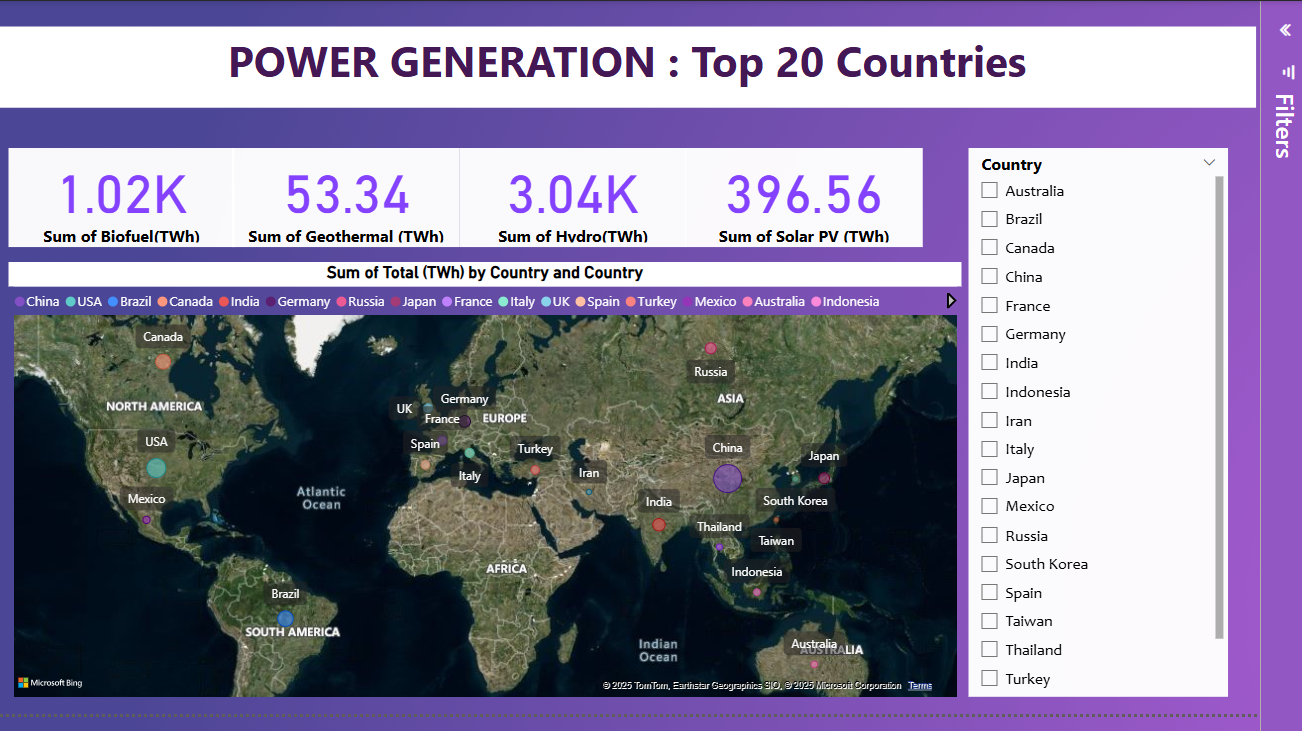 POWER GENERATION : Top 20 Countries
Filters
1.02K
Sum of Biofuel(TWh)
53.34
Sum of Geothermal (TWh)
3.04K
Sum of Hydro(TWh)
396.56
Sum of Solar PV (TWh)
Sum of Total (TWh) by Country and Country
China USA Brazil Canada India Germany Russia Japan France Italy UK Spain Turkey Mexico Australia Indonesia
Canada
Russia
NORTH AMERICA
ASIA
Germany
UK
France
EUROPE
USA
Spain
Turkey
China
Japan
Italy
Iran
Mexico
Atlantic
Ocean
India
South Korea
Thailand
Taiwan
AFRICA
Indonesia
Brazil
SOUTH AMERICA
Indian
Ocean
Australia
AUSTRALIA
Microsoft Bing
© 2025 TomTom, Earthstar Geographics SIO, © 2025 Microsoft Corporation Terms
Country
Australia
Brazil
Canada
China
France
Germany
India
Indonesia
Iran
Italy
Japan
Mexico
Russia
South Korea
Spain
Taiwan
Thailand
Turkey